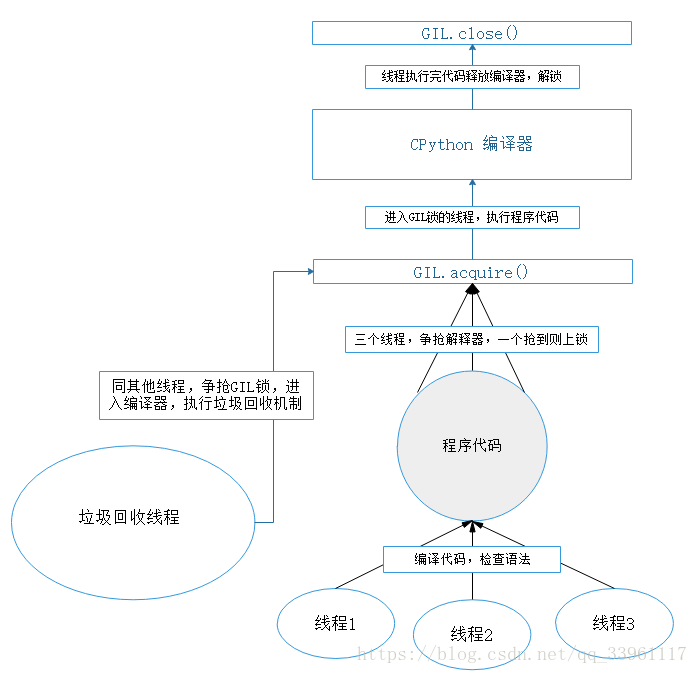 GIL.close()
线程执行完代码释放编译器，解锁
CPython 编译器
进入GIL锁的线程，执行程序代码
GIL.acquire()
三个线程，争抢解释器，一个抢到则上锁
同其他线程，争抢GIL锁，进
入编译器，执行垃圾回收机制
程序代码
垃圾回收线程
编译代码，检查语法
线程1
线程2
线程3
https://blog.csdn.net/qq_33961117